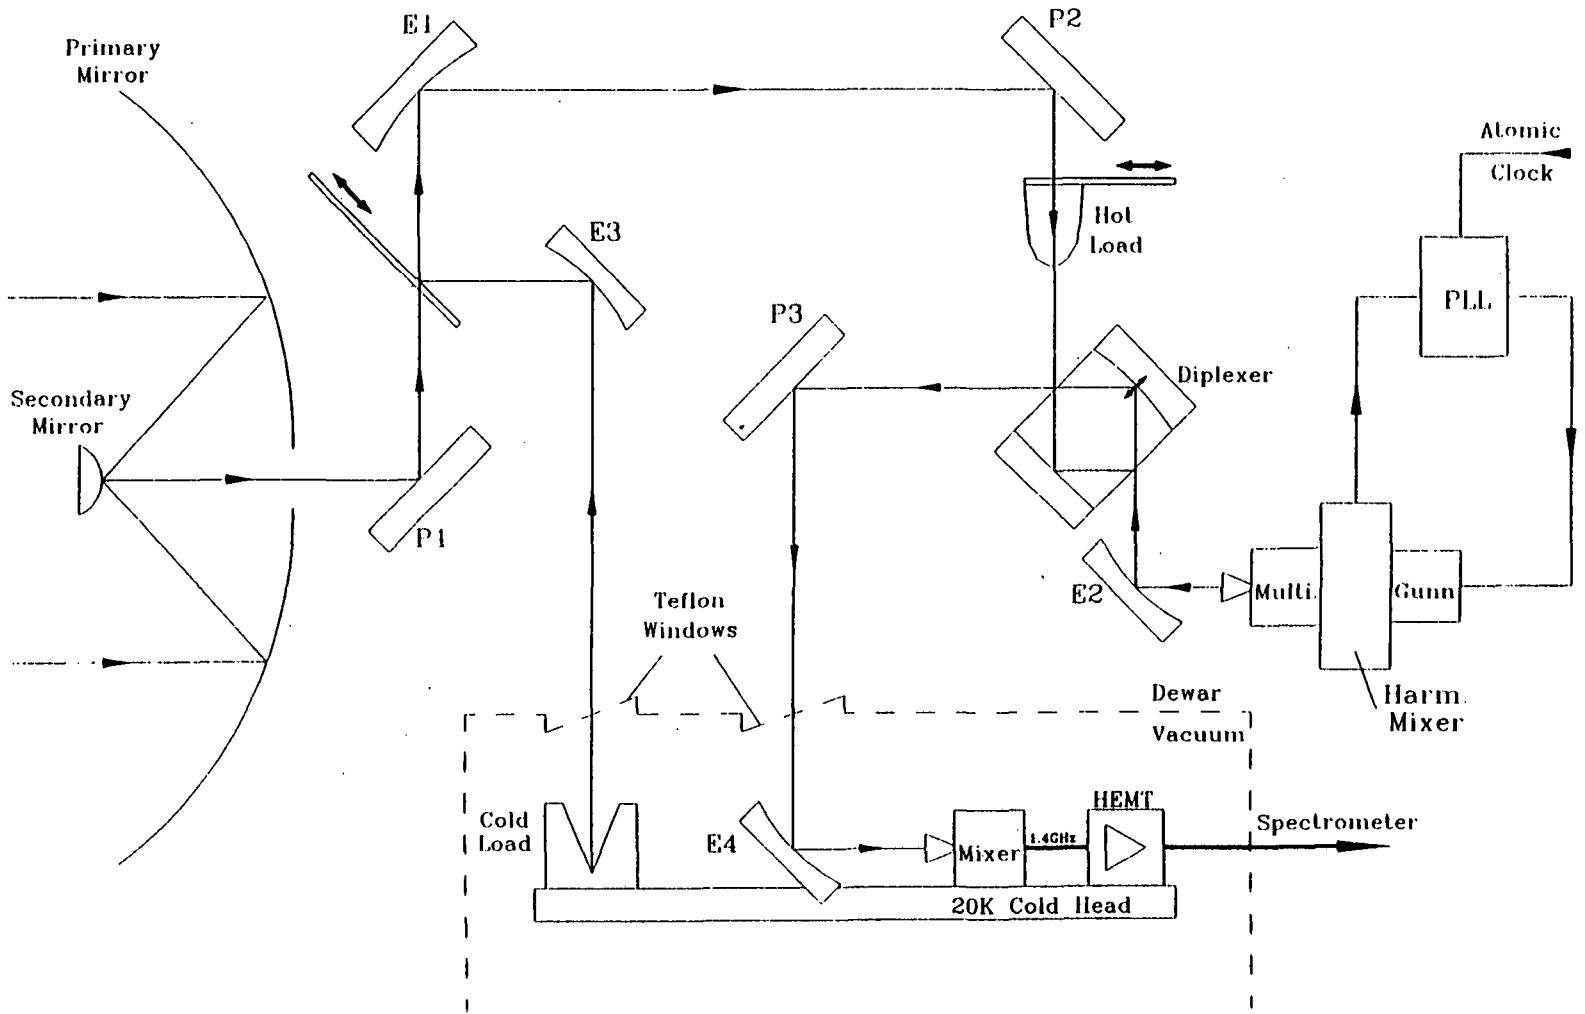 Primary
Mirror
E1
P2
Atomic
Clock
E3
Hot
Load
PLL
P3
Diplexer
Secondary
Mirror
P1
E2
Multi.
Gunn
Teflon
Windows
Harm.
Mixer
Dewar
Vacuum
Cold
Load
E4
Mixer
1.4GHz
HEMT
Spectrometer
20K Cold Head